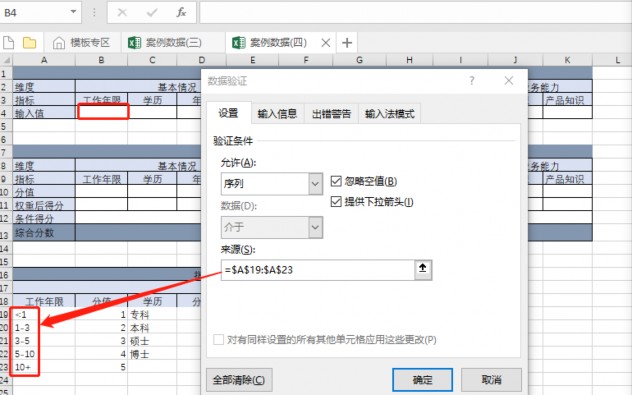 B4
fx
模板专区 案例数据(三) 案例数据(四)
A B C D E F G H I J K L
1
2 维度 基本情况 务能力
3 指标 工作年限 学历 年 产品知识
4 输入值
5
6
7
8 维度 基本情况 务能力
9 指标 工作年限 学历 年 产品知识
10 分值
11 权重后得分
12 条件得分
13 综合分数
14
15
16 指
17
18 工作年限 分值 学历 分
19 <1 1 专科
20 1-3 2 本科
21 3-5 3 硕士
22 5-10 4 博士
23 10+ 5
24
数据验证 ? ×
设置 输入信息 出错警告 输入法模式
验证条件
允许(A):
序列 忽略空值(B)
数据(D): 提供下拉箭头(I)
介于
来源(S):
=$A$19:$A$23
对有同样设置的所有其他单元格应用这些更改(P)
全部清除(C) 确定 取消